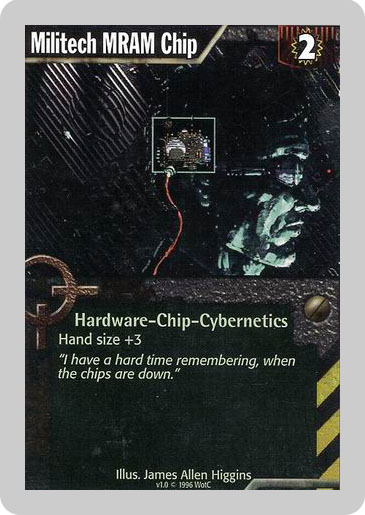 Militech MRAM Chip
2
Hardware-Chip-Cybernetics
Hand size +3
“I have a hard time remembering, when
the chips are down.”
Illus. James Allen Higgins
v1.0 © 1996 WotC